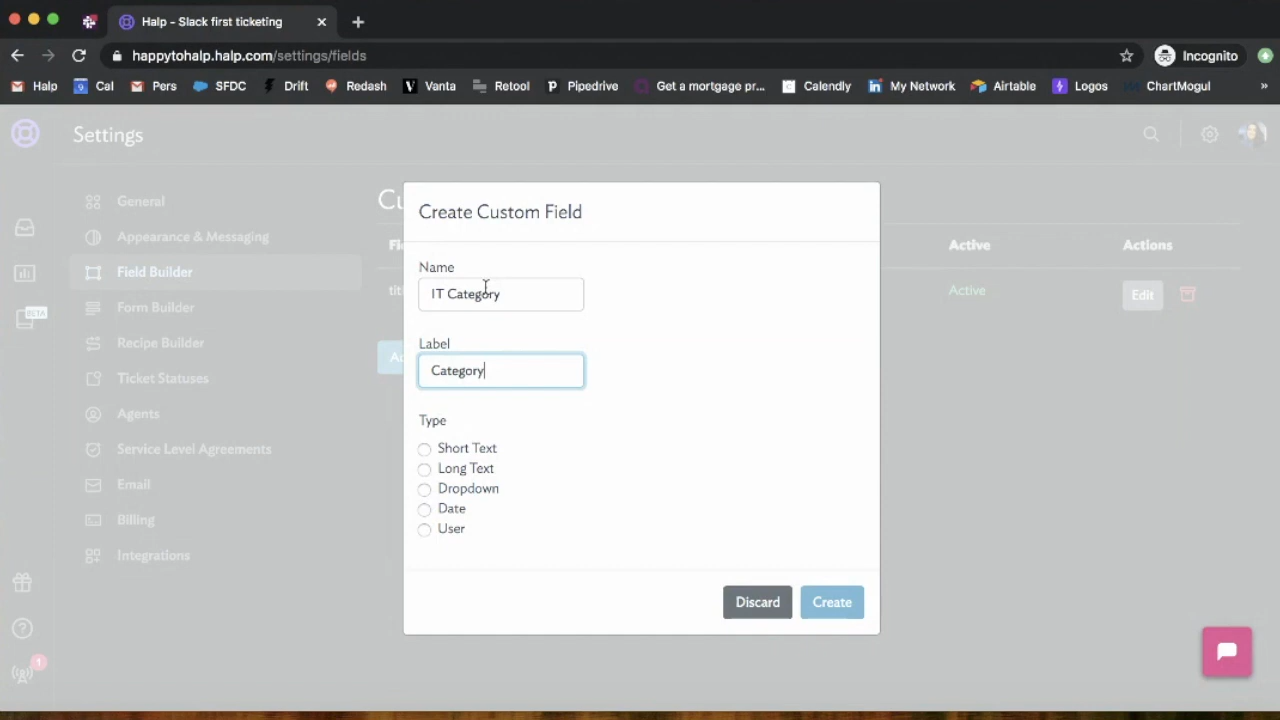 Halp - Slack first ticketing
happytohalp.halp.com/settings/fields
Incognito
Halp
9
Cal
Pers
SFDC
Drift
Redash
Vanta
Retool
Pipedrive
Get a mortgage pr...
Calendly
My Network
Airtable
Logos
ChartMogul
»
Settings
General
Appearance & Messaging
Field Builder
Form Builder
Recipe Builder
Ticket Statuses
Agents
Service Level Agreements
Email
Billing
Integrations
BETA
1
Active
Actions
Active
Edit
Create Custom Field
Name
IT Category
Label
Category
Type
Short Text
Long Text
Dropdown
Date
User
Discard
Create